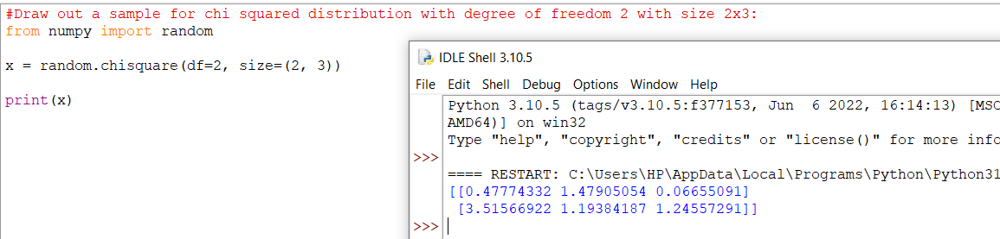 #Draw out a sample for chi squared distribution with degree of freedom 2 with size 2x3:
from numpy import random
x = random.chisquare(df=2, size=(2, 3))
print(x)
IDLE Shell 3.10.5
File Edit Shell Debug Options Window Help
Python 3.10.5 (tags/v3.10.5:f377153, Jun  6 2022, 16:14:13) [MSC
AMD64)] on win32
Type "help", "copyright", "credits" or "license()" for more info
>>>
==== RESTART: C:\Users\HP\AppData\Local\Programs\Python\Python31
[[0.47774332 1.47905054 0.06655091]
 [3.51566922 1.19384187 1.24557291]]
>>>